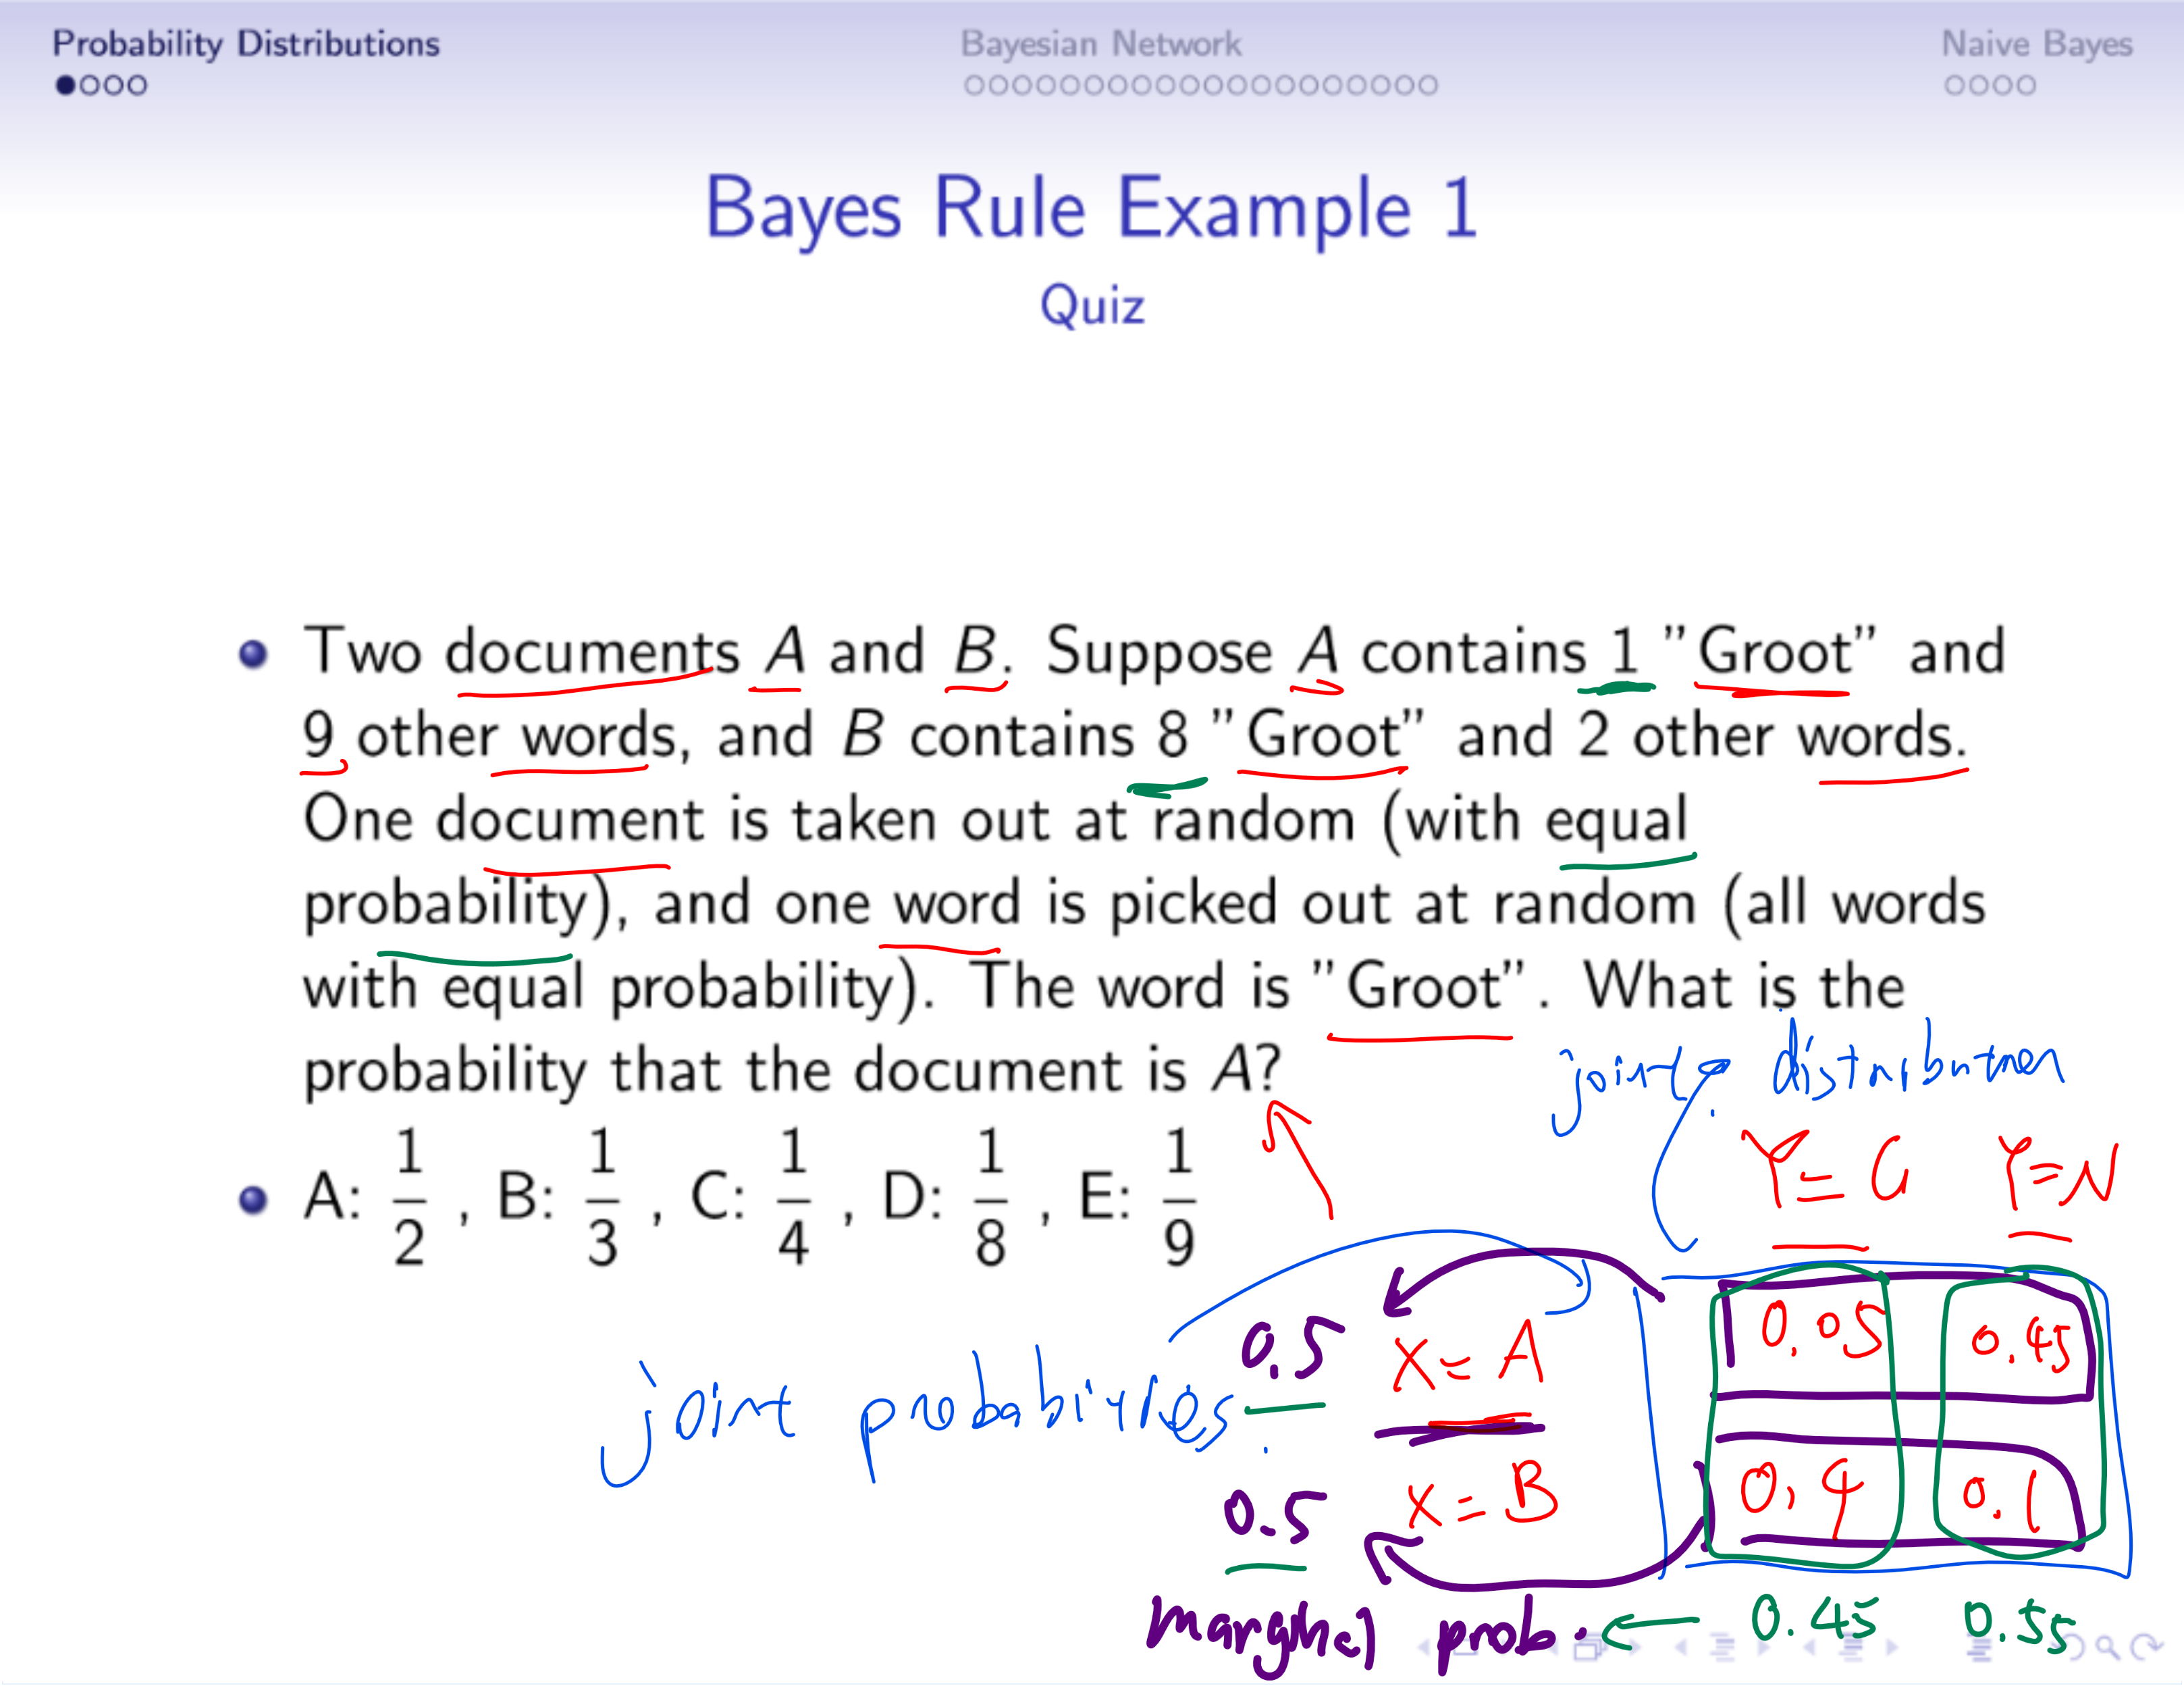 Probability Distributions Bayesian Network Naive Bayes
Bayes Rule Example 1
Quiz
Two documents A and B. Suppose A contains 1 ”Groot” and
9 other words, and B contains 8 ”Groot” and 2 other words.
One document is taken out at random (with equal
probability), and one word is picked out at random (all words
with equal probability). The word is ”Groot”. What is the
probability that the document is A?
joint distribution
A: 1/2 , B: 1/3 , C: 1/4 , D: 1/8 , E: 1/9
Y=G Y=N
0.5 X=A 0.05 0.45
joint probabilities.
0.5 X=B 0.4 0.1
marginal prob. ← 0.45 0.55